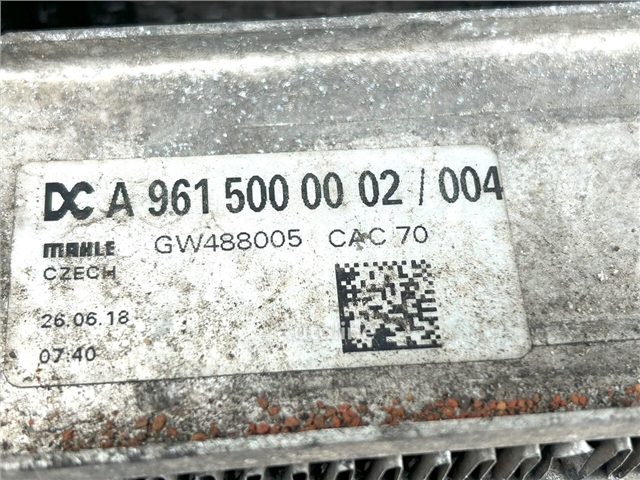 DC A 961 500 00 02 / 004
MAHLE GW488005 CAC 70
CZECH
26.06.18
07:40